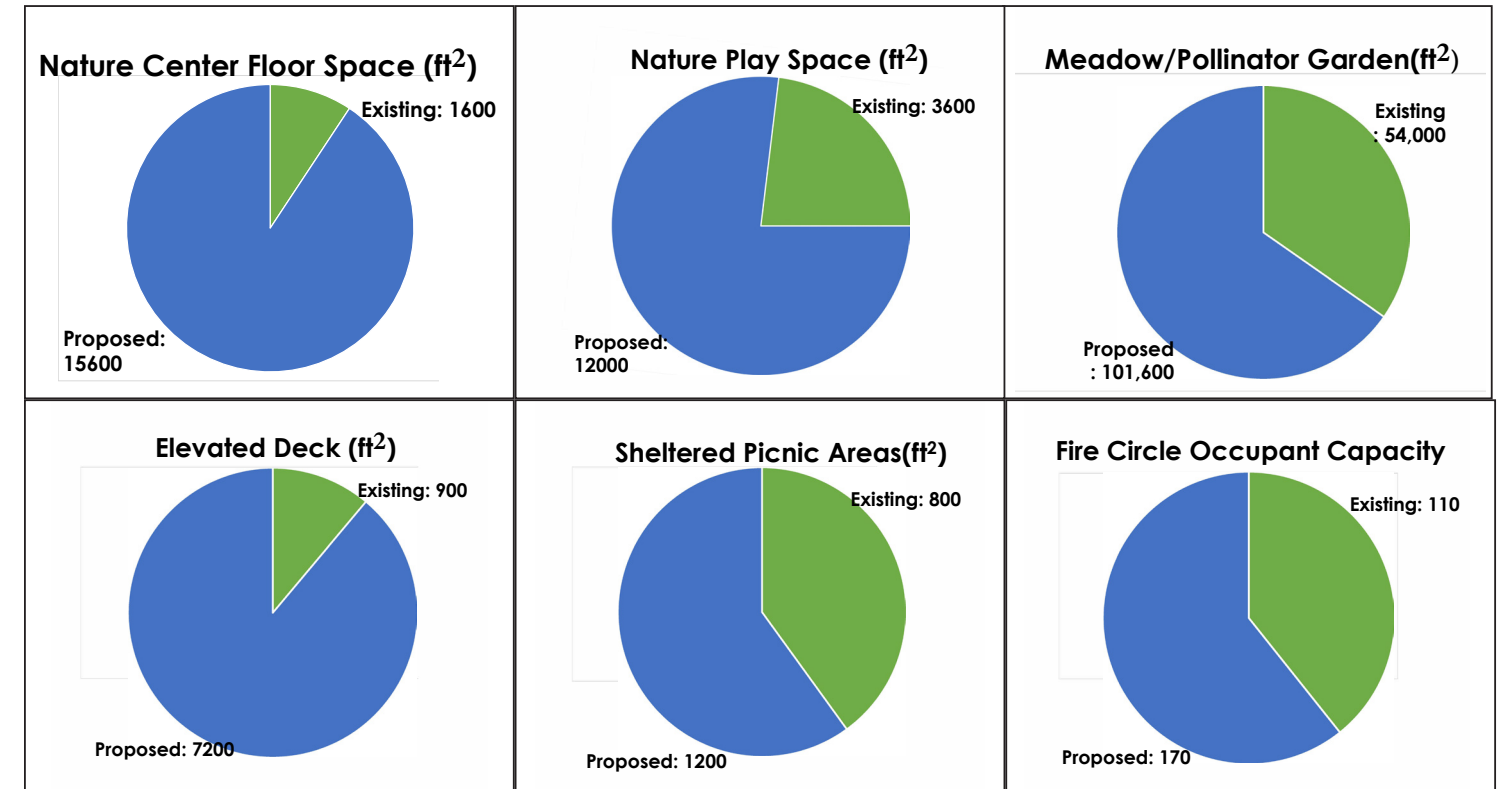 Nature Center Floor Space (ft²)
Existing: 1600
Proposed:
15600
Nature Play Space (ft²)
Existing: 3600
Proposed:
12000
Meadow/Pollinator Garden(ft²)
Existing
: 54,000
Proposed
: 101,600
Elevated Deck (ft²)
Existing: 900
Proposed: 7200
Sheltered Picnic Areas(ft²)
Existing: 800
Proposed: 1200
Fire Circle Occupant Capacity
Existing: 110
Proposed: 170